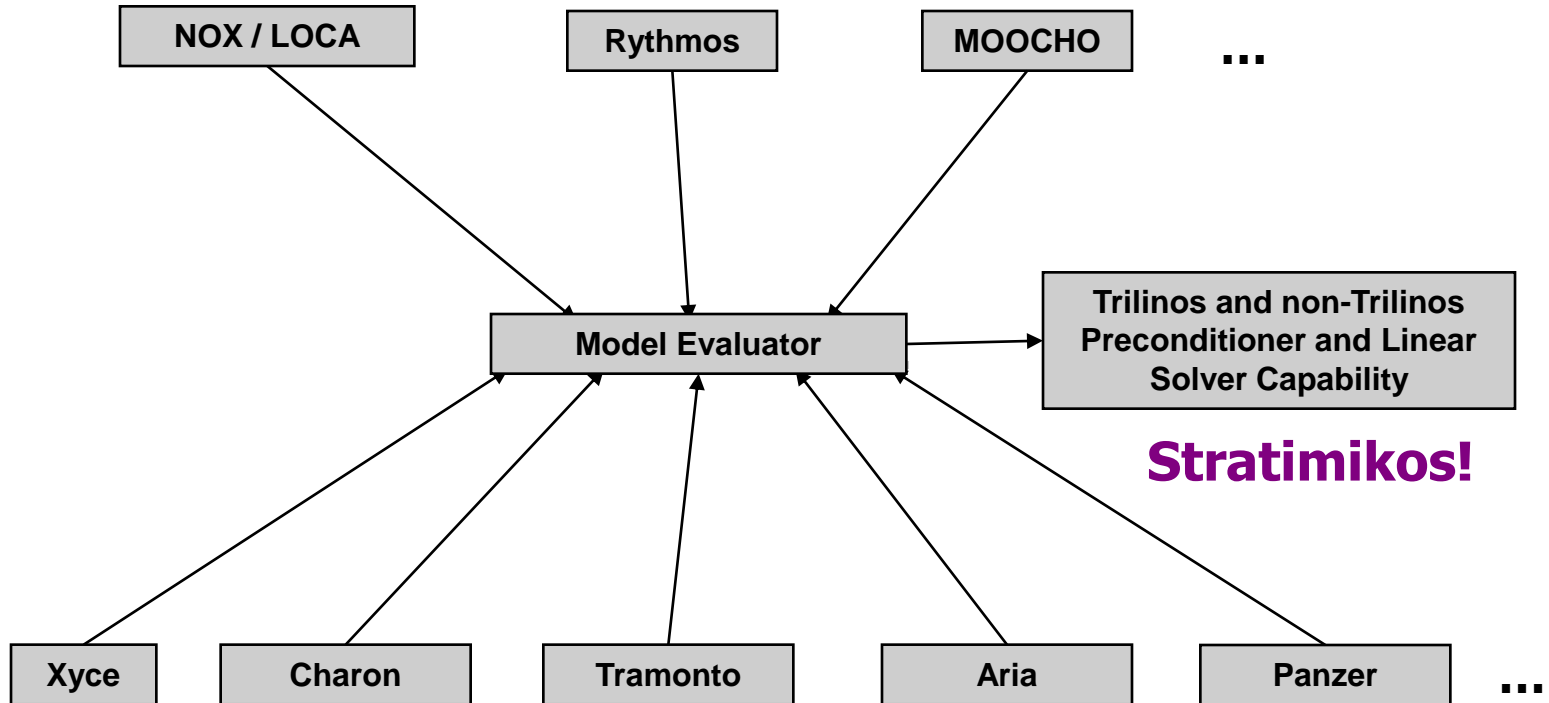 NOX / LOCA
Rythmos
MOOCHO
...
Model Evaluator
Trilinos and non-Trilinos
Preconditioner and Linear
Solver Capability
Stratimikos!
Xyce
Charon
Tramonto
Aria
Panzer
...